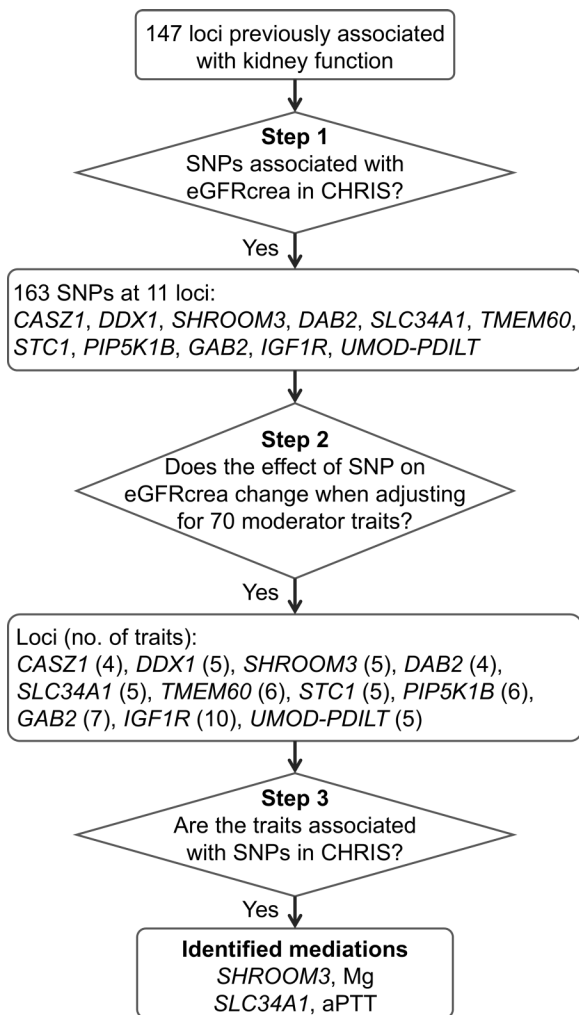 147 loci previously associated
with kidney function
Step 1
SNPs associated with
eGFRcrea in CHRIS?
Yes
163 SNPs at 11 loci:
CASZ1, DDX1, SHROOM3, DAB2, SLC34A1, TMEM60,
STC1, PIP5K1B, GAB2, IGF1R, UMOD-PDILT
Step 2
Does the effect of SNP on
eGFRcrea change when adjusting
for 70 moderator traits?
Yes
Loci (no. of traits):
CASZ1 (4), DDX1 (5), SHROOM3 (5), DAB2 (4),
SLC34A1 (5), TMEM60 (6), STC1 (5), PIP5K1B (6),
GAB2 (7), IGF1R (10), UMOD-PDILT (5)
Step 3
Are the traits associated
with SNPs in CHRIS?
Yes
Identified mediations
SHROOM3, Mg
SLC34A1, aPTT